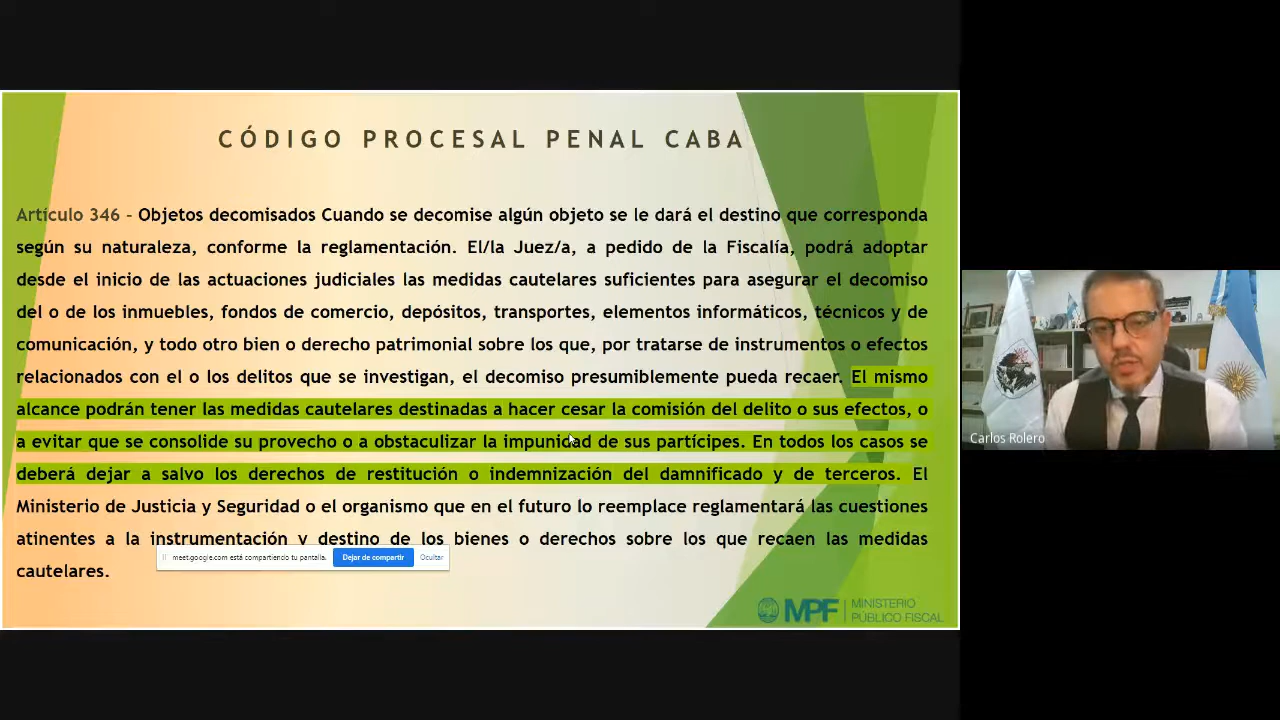 CÓDIGO PROCESAL PENAL CABA
Artículo 346 - Objetos decomisados Cuando se decomise algún objeto se le dará el destino que corresponda
según su naturaleza, conforme la reglamentación. El/la Juez/a, a pedido de la Fiscalía, podrá adoptar
desde el inicio de las actuaciones judiciales las medidas cautelares suficientes para asegurar el decomiso
del o de los inmuebles, fondos de comercio, depósitos, transportes, elementos informáticos, técnicos y de
comunicación, y todo otro bien o derecho patrimonial sobre los que, por tratarse de instrumentos o efectos
relacionados con el o los delitos que se investigan, el decomiso presumiblemente pueda recaer. El mismo
alcance podrán tener las medidas cautelares destinadas a hacer cesar la comisión del delito o sus efectos, o
a evitar que se consolide su provecho o a obstaculizar la impunidad de sus partícipes. En todos los casos se
deberá dejar a salvo los derechos de restitución o indemnización del damnificado y de terceros. El
Ministerio de Justicia y Seguridad o el organismo que en el futuro lo reemplace reglamentará las cuestiones
atinentes a la instrumentación y destino de los bienes o derechos sobre los que recaen las medidas
cautelares.
meet.google.com está compartiendo tu pantalla.
Dejar de compartir
Ocultar
MPF
MINISTERIO
PÚBLICO FISCAL
Carlos Rolero